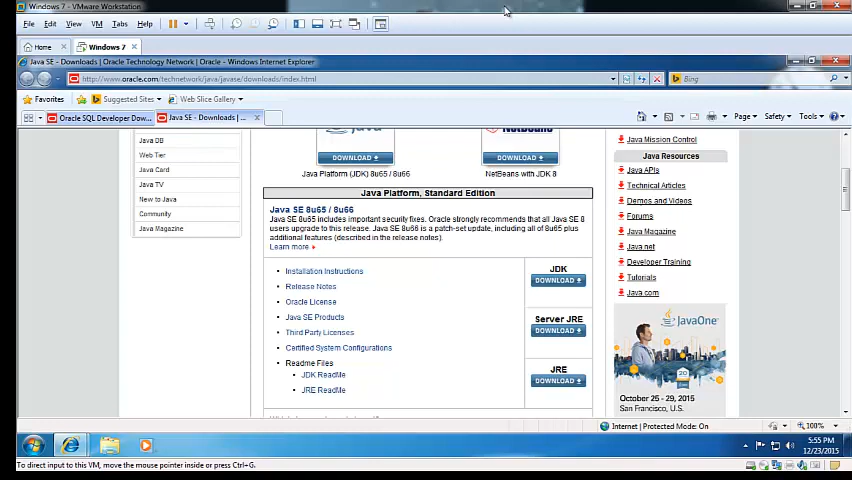 Windows 7 - VMware Workstation
File Edit View VM Tabs Help
Home Windows 7
Java SE - Downloads | Oracle Technology Network | Oracle - Windows Internet Explorer
http://www.oracle.com/technetwork/java/javase/downloads/index.html
Bing
Favorites Suggested Sites Web Slice Gallery
Oracle SQL Developer Dow... Java SE - Downloads | ...
Page Safety Tools
Java DB
Web Tier
Java Card
Java TV
New to Java
Community
Java Magazine
DOWNLOAD DOWNLOAD
Java Platform (JDK) 8u65 / 8u66 NetBeans with JDK 8
Java Platform, Standard Edition
Java SE 8u65 / 8u66
Java SE 8u65 includes important security fixes. Oracle strongly recommends that all Java SE 8
users upgrade to this release. Java SE 8u66 is a patch-set update, including all of 8u65 plus
additional features (described in the release notes).
Learn more
Installation Instructions
Release Notes
Oracle License
Java SE Products
Third Party Licenses
Certified System Configurations
Readme Files
JDK ReadMe
JRE ReadMe
JDK
DOWNLOAD
Server JRE
DOWNLOAD
JRE
DOWNLOAD
Java Mission Control
Java Resources
Java APIs
Technical Articles
Demos and Videos
Forums
Java Magazine
Java.net
Developer Training
Tutorials
Java.com
JavaOne
20
October 25 - 29, 2015
San Francisco, U.S.
Internet | Protected Mode: On 100%
5:55 PM
12/23/2015
To direct input to this VM, move the mouse pointer inside or press Ctrl+G.